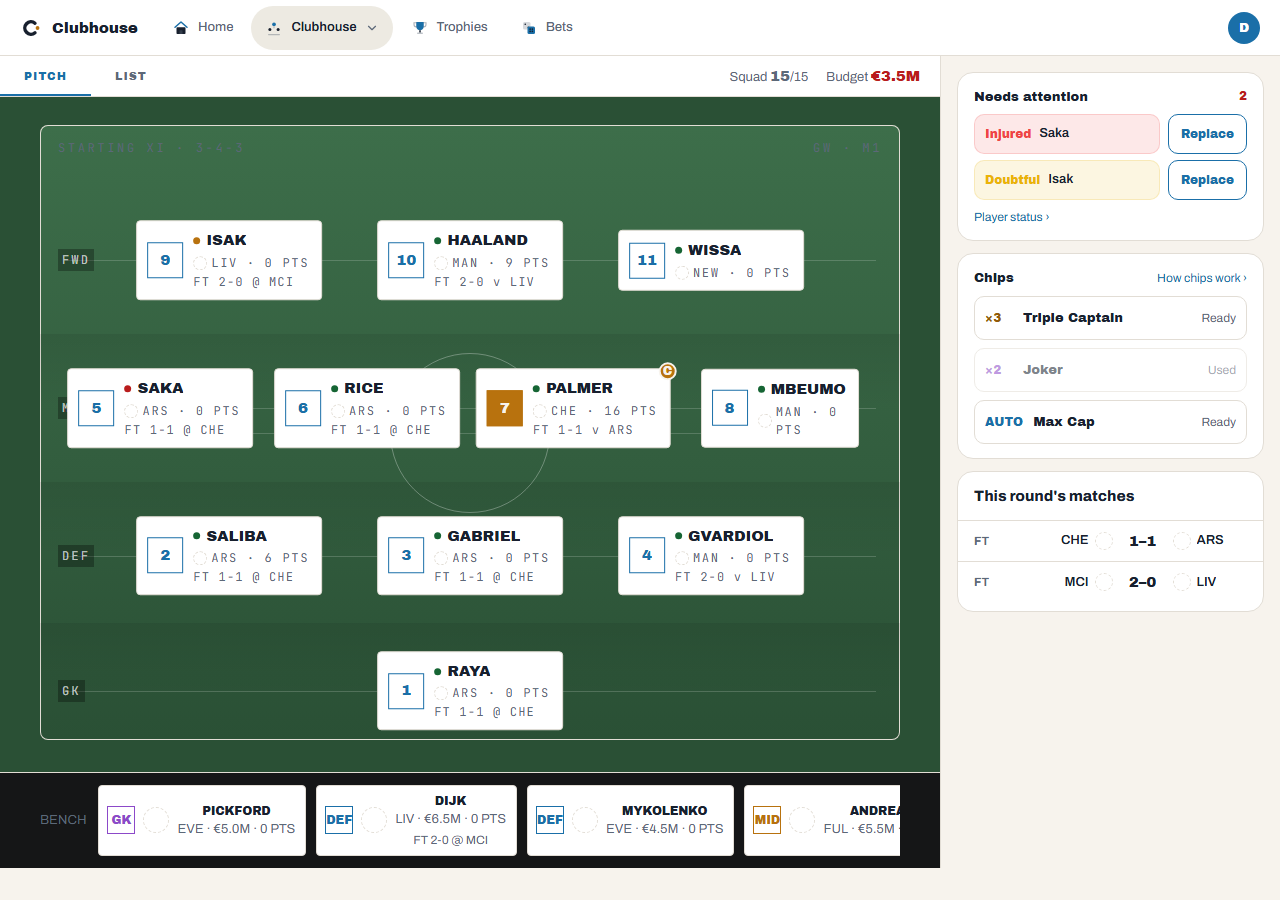 Clubhouse
Home
Clubhouse
Trophies
Bets
D
PITCH
LIST
Squad 15/15
Budget €3.5M
STARTING XI · 3-4-3
GW · M1
FWD
9
ISAK
LIV · 0 PTS
FT 2-0 @ MCI
10
HAALAND
MAN · 9 PTS
FT 2-0 v LIV
11
WISSA
NEW · 0 PTS
5
SAKA
ARS · 0 PTS
FT 1-1 @ CHE
6
RICE
ARS · 0 PTS
FT 1-1 @ CHE
7
C
PALMER
CHE · 16 PTS
FT 1-1 v ARS
8
MBEUMO
MAN · 0
PTS
DEF
2
SALIBA
ARS · 6 PTS
FT 1-1 @ CHE
3
GABRIEL
ARS · 0 PTS
FT 1-1 @ CHE
4
GVARDIOL
MAN · 0 PTS
FT 2-0 v LIV
GK
1
RAYA
ARS · 0 PTS
FT 1-1 @ CHE
BENCH
GK
PICKFORD
EVE · €5.0M · 0 PTS
DEF
DIJK
LIV · €6.5M · 0 PTS
FT 2-0 @ MCI
DEF
MYKOLENKO
EVE · €4.5M · 0 PTS
MID
FUL · €5.5M ·
Needs attention
2
Injured Saka
Replace
Doubtful Isak
Replace
Player status ›
Chips
How chips work ›
×3 Triple Captain Ready
×2 Joker Used
AUTO Max Cap Ready
This round's matches
FT CHE 1–1 ARS
FT MCI 2–0 LIV